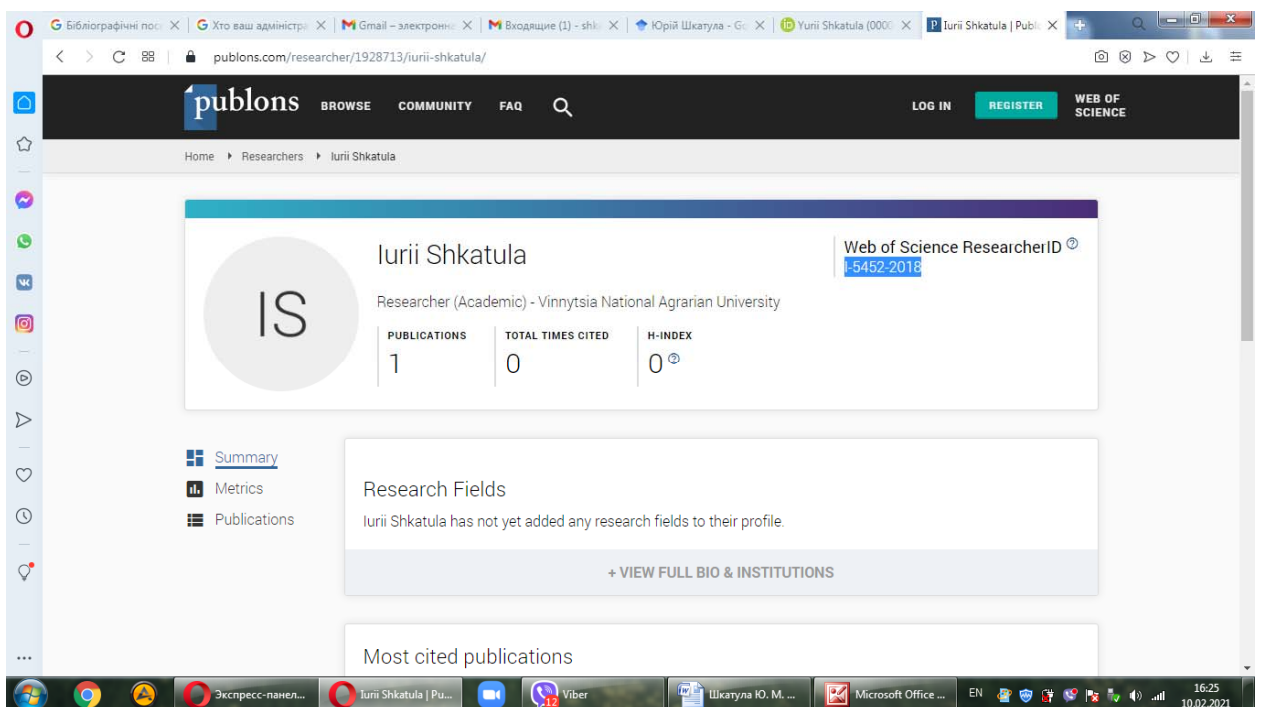 Бібліографічні пос
Хто ваш адміністра
Gmail – электронн
Входящие (1) - shk
Юрій Шкатула - Go
Yurii Shkatula (000
Iurii Shkatula | Publ
publons.com/researcher/1928713/iurii-shkatula/
publons BROWSE COMMUNITY FAQ LOG IN REGISTER WEB OF SCIENCE
Home Researchers Iurii Shkatula
Iurii Shkatula
Web of Science ResearcherID
I-5452-2018
IS
Researcher (Academic) - Vinnytsia National Agrarian University
PUBLICATIONS TOTAL TIMES CITED H-INDEX
1 0 0
Summary
Metrics
Publications
Research Fields
Iurii Shkatula has not yet added any research fields to their profile.
+ VIEW FULL BIO & INSTITUTIONS
Most cited publications
Экспресс-панел... Iurii Shkatula | Pu... 12 Viber Шкатула Ю. М. ... Microsoft Office ... EN 16:25
10.02.2021